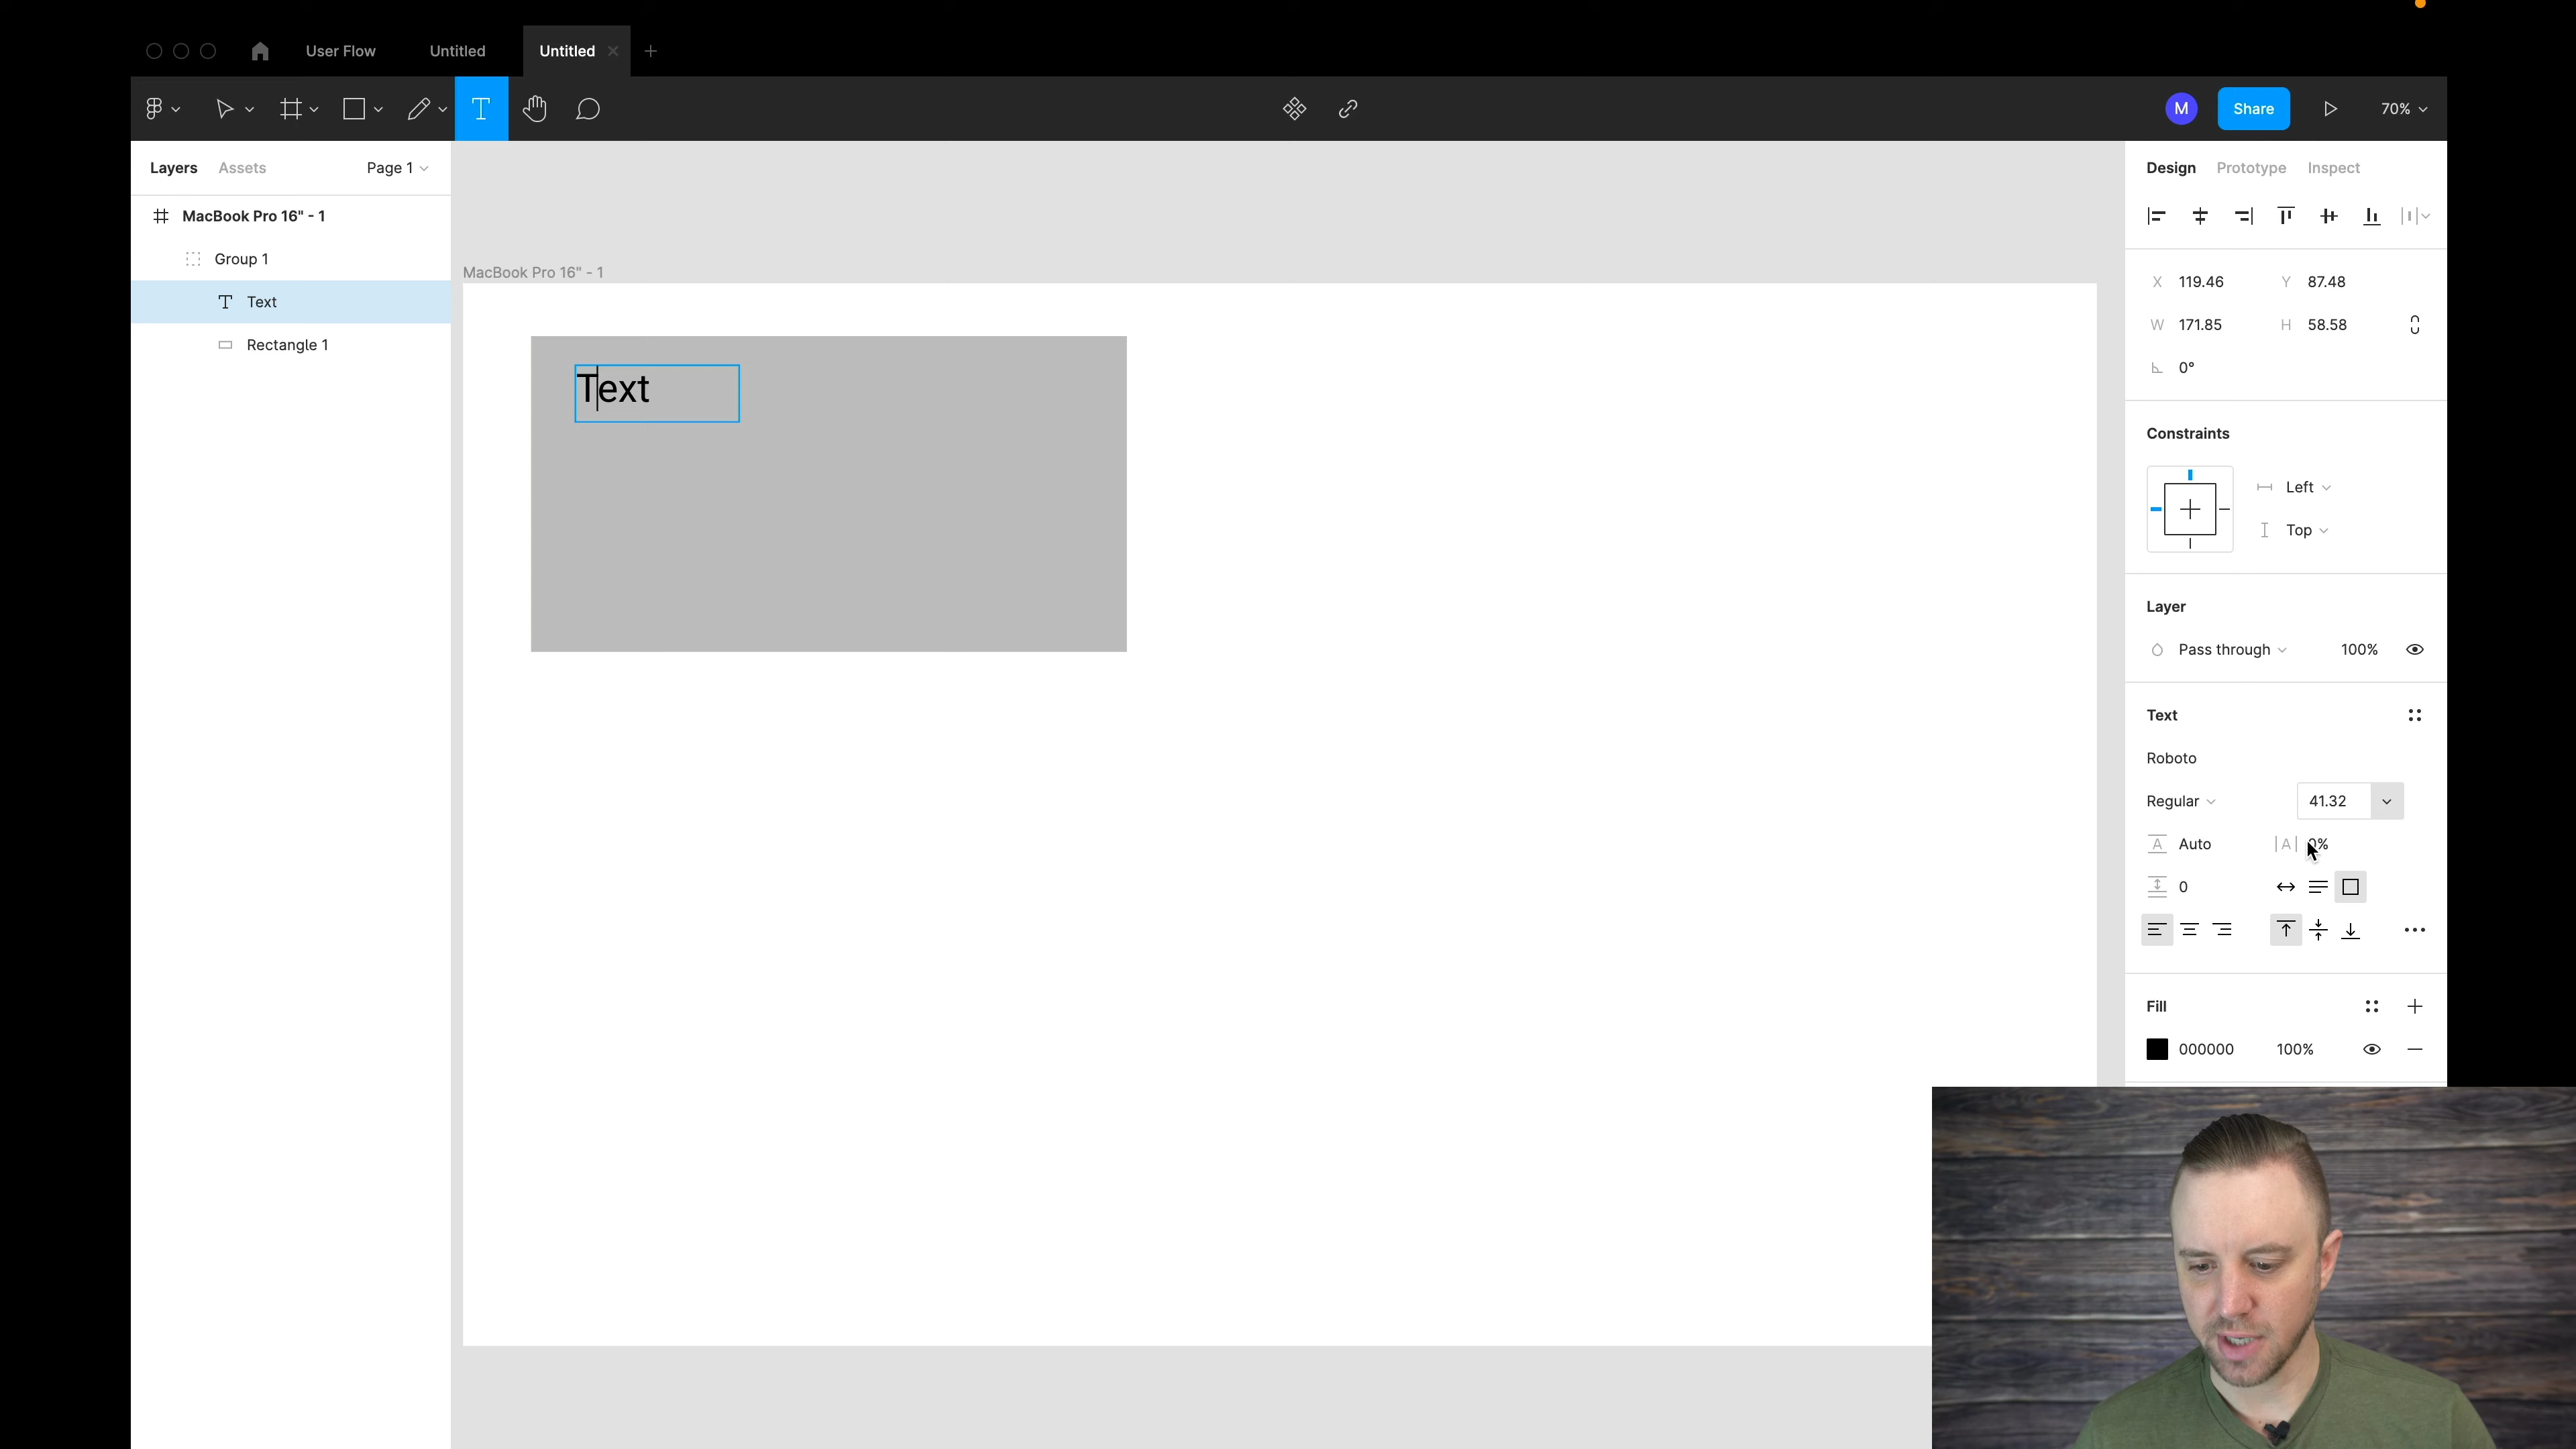 User Flow Untitled Untitled
M Share 70%
Layers Assets Page 1
Design Prototype Inspect
MacBook Pro 16" - 1
Group 1
Text
Rectangle 1
MacBook Pro 16" - 1
Text
X 119.46 Y 87.48
W 171.85 H 58.58
0°
Constraints
Left
Top
Layer
Pass through 100%
Text
Roboto
Regular 41.32
A Auto |A| 0%
0
Fill
000000 100%